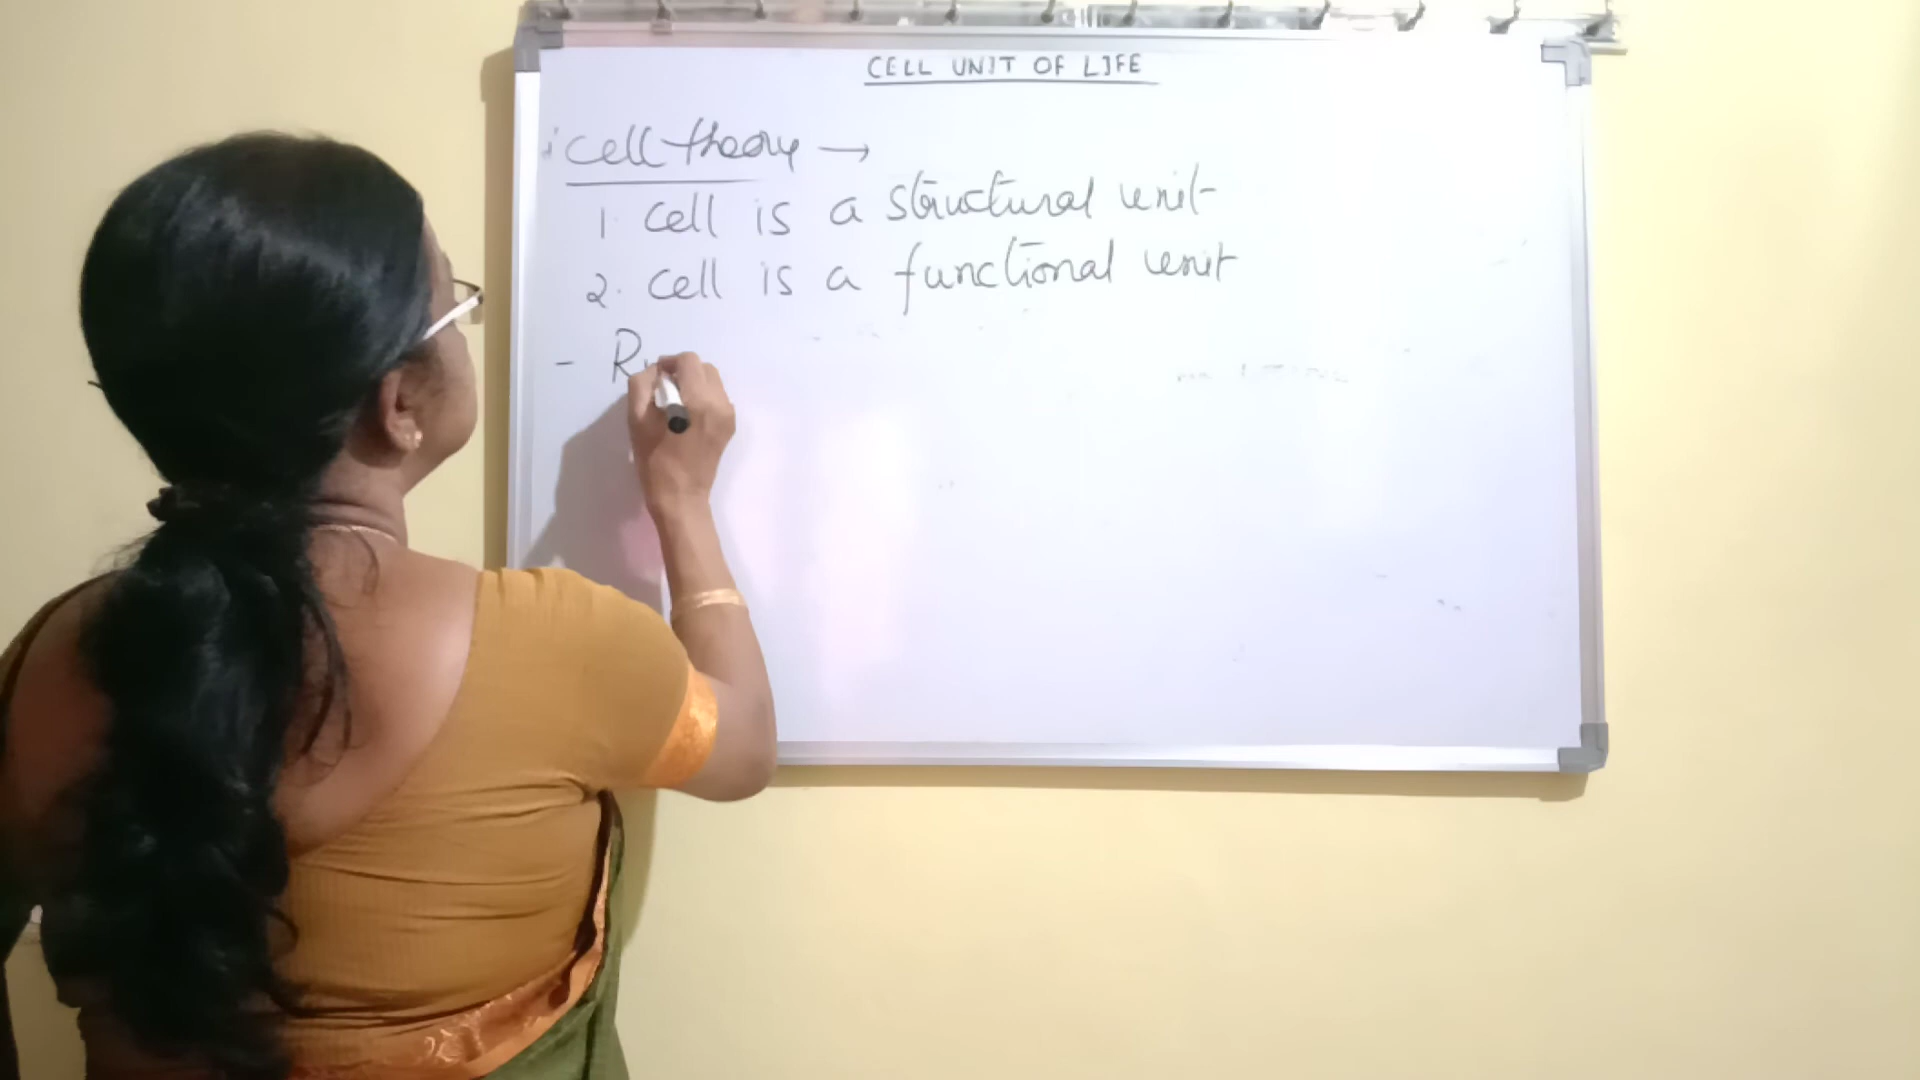 CELL UNIT OF LIFE
cell theory →
1. cell is a structural unit
2. cell is a functional unit
-